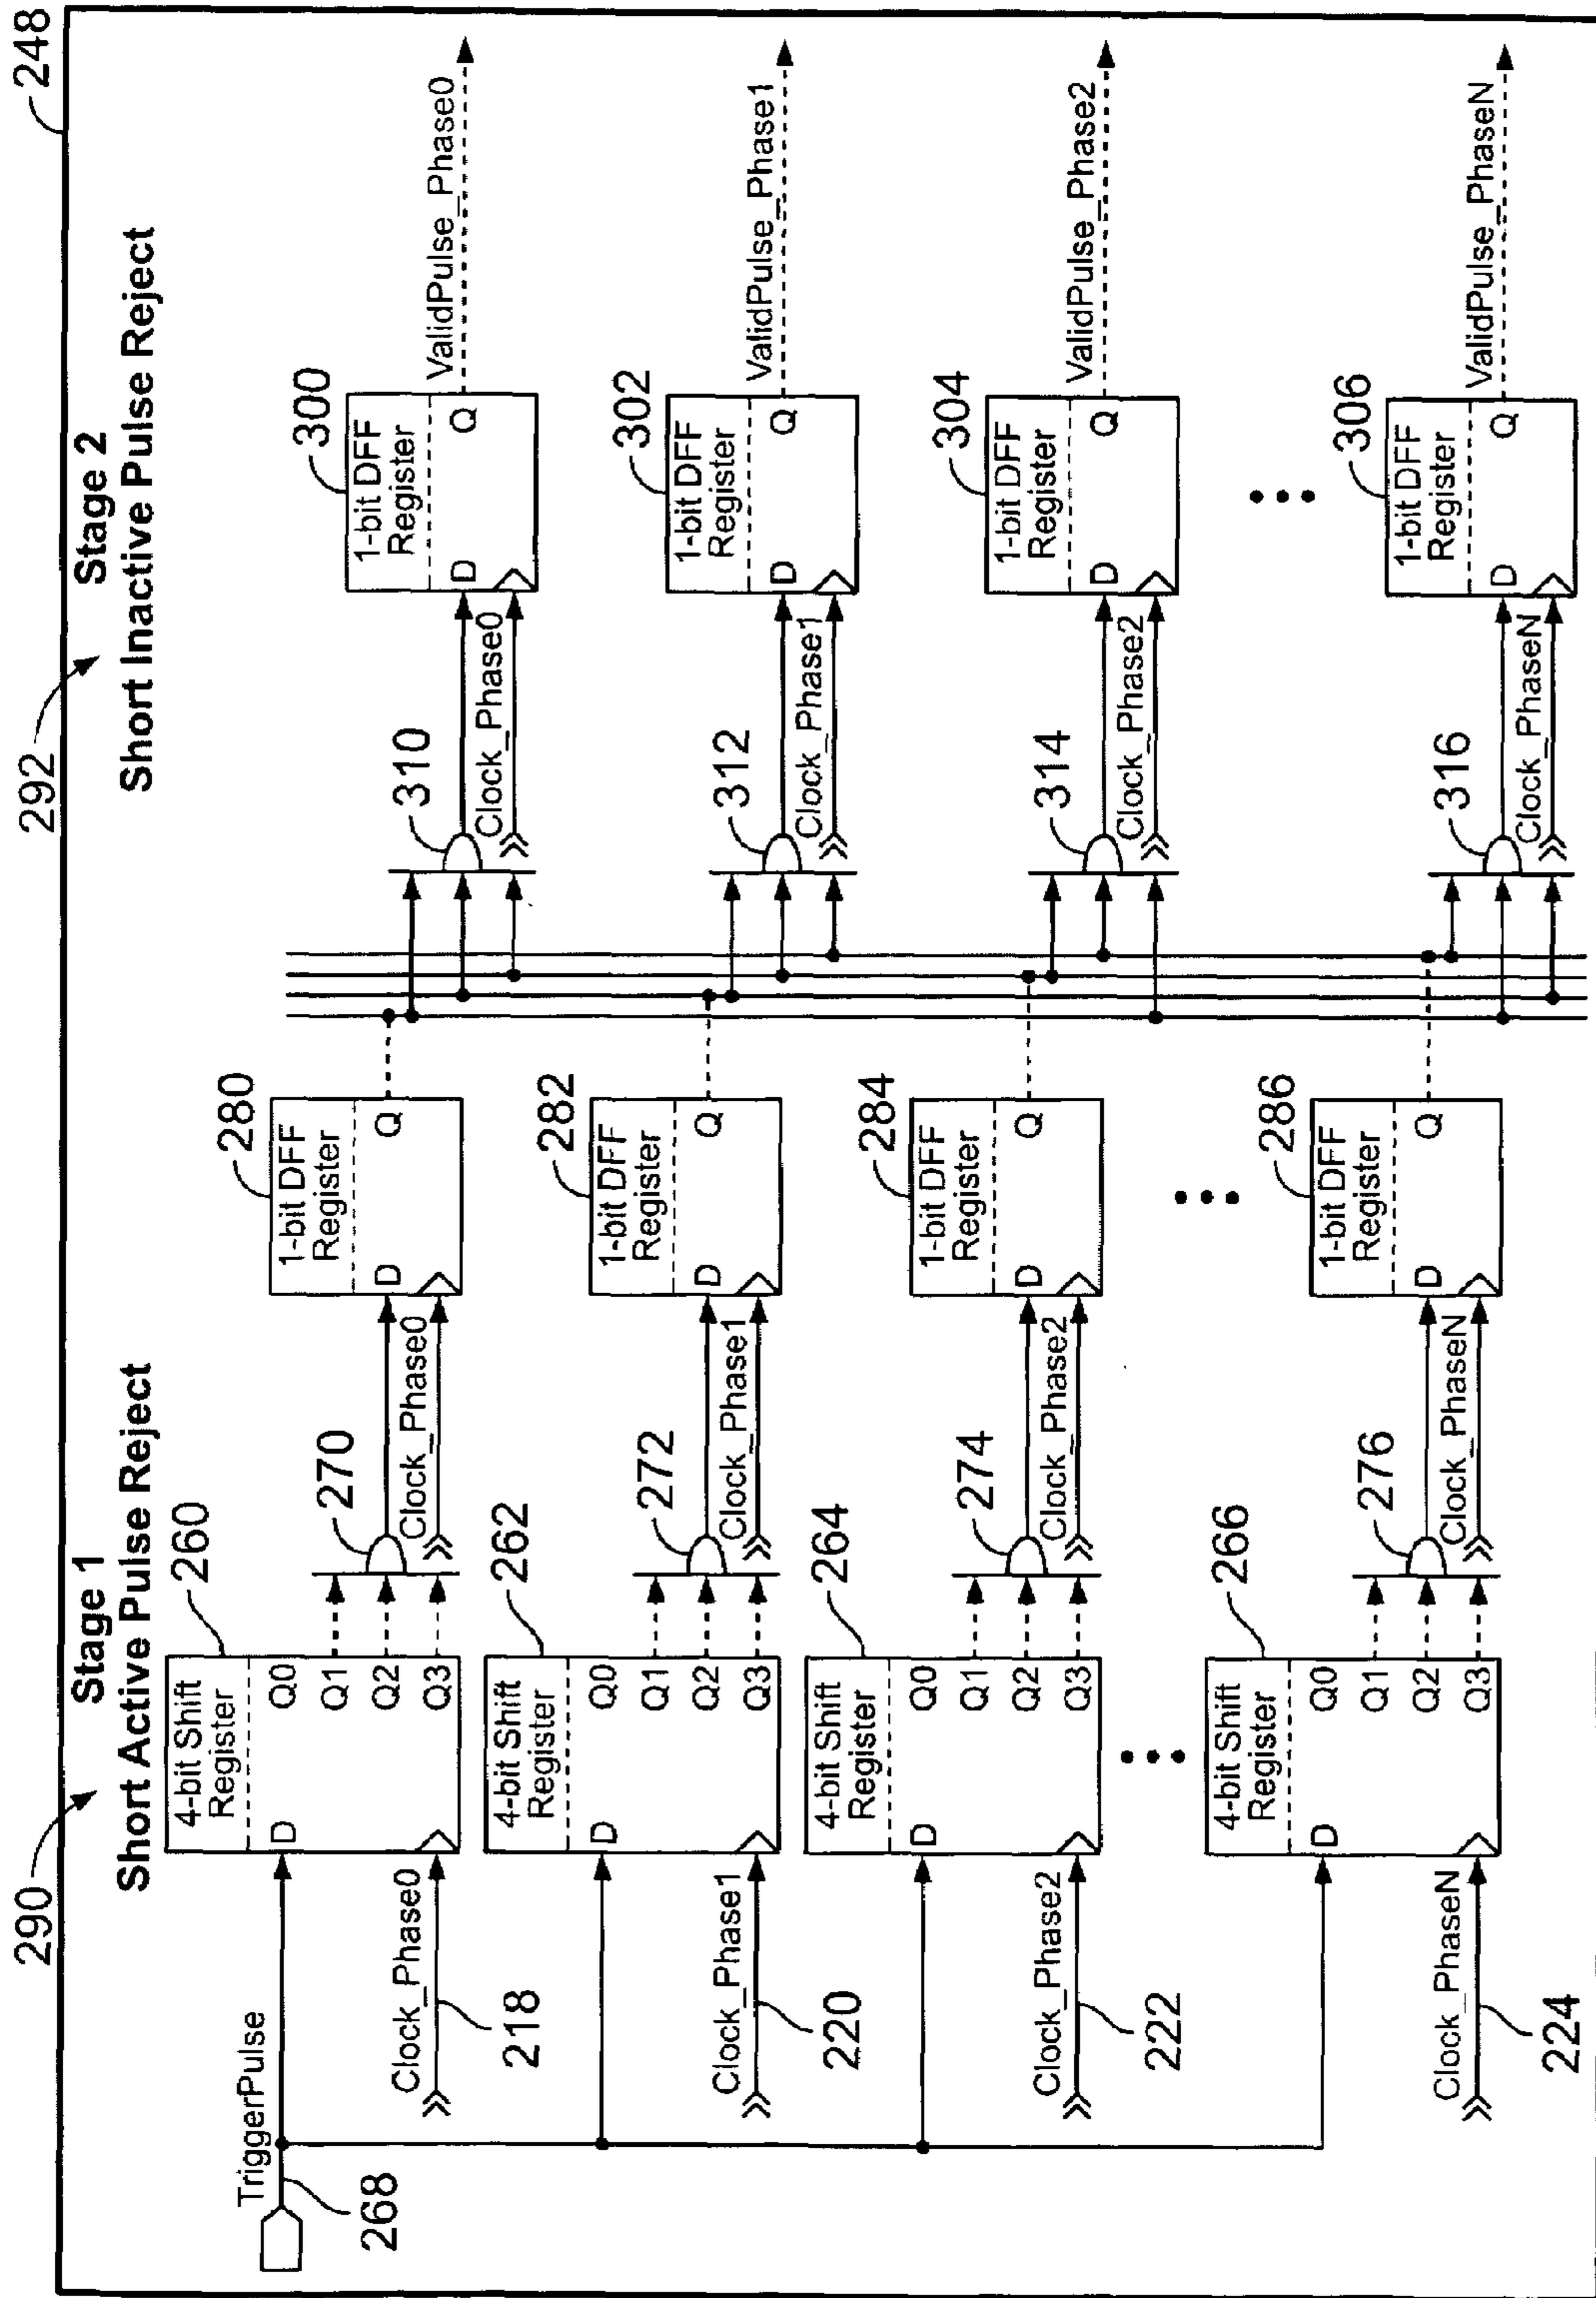 248
290
Stage 1
Short Active Pulse Reject
292
Stage 2
Short Inactive Pulse Reject
TriggerPulse
268
Clock_Phase0
218
4-bit Shift
Register
260
D
Q0
Q1
Q2
Q3
270
Clock_Phase0
1-bit DFF
Register
280
D
Q
310
Clock_Phase0
1-bit DFF
Register
300
D
Q
ValidPulse_Phase0
Clock_Phase1
220
4-bit Shift
Register
262
D
Q0
Q1
Q2
Q3
272
Clock_Phase1
1-bit DFF
Register
282
D
Q
312
Clock_Phase1
1-bit DFF
Register
302
D
Q
ValidPulse_Phase1
Clock_Phase2
222
4-bit Shift
Register
264
D
Q0
Q1
Q2
Q3
274
Clock_Phase2
1-bit DFF
Register
284
D
Q
314
Clock_Phase2
1-bit DFF
Register
304
D
Q
ValidPulse_Phase2
Clock_PhaseN
224
4-bit Shift
Register
266
D
Q0
Q1
Q2
Q3
276
Clock_PhaseN
1-bit DFF
Register
286
D
Q
316
Clock_PhaseN
1-bit DFF
Register
306
D
Q
ValidPulse_PhaseN